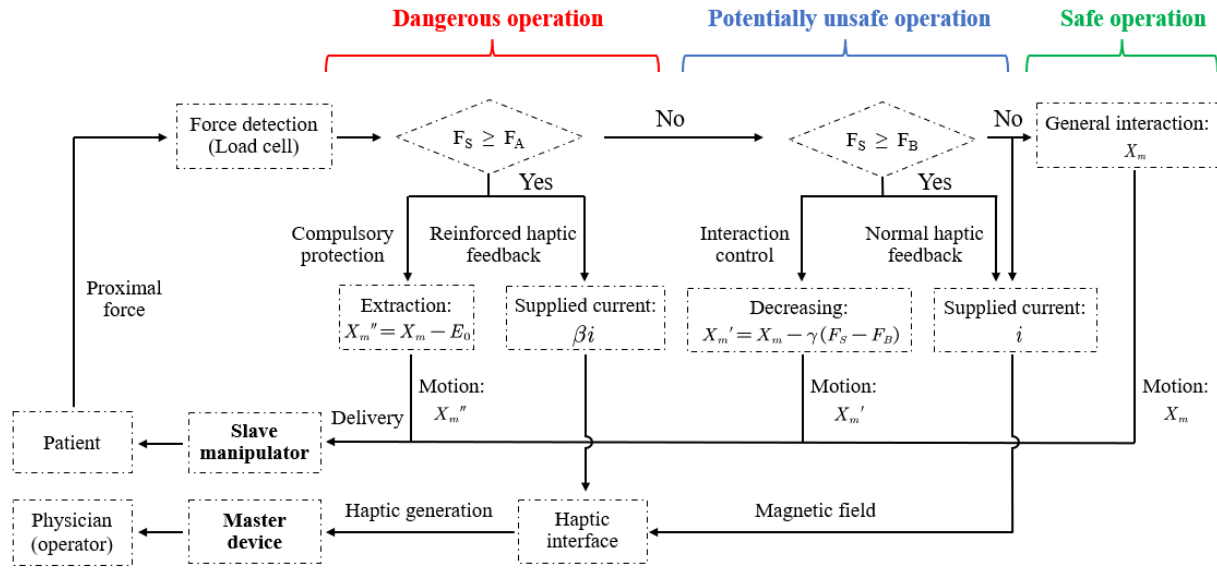 Dangerous operation
Potentially unsafe operation
Safe operation
Force detection
(Load cell)
F_S ≥ F_A
No
F_S ≥ F_B
No
General interaction:
X_m
Yes
Yes
Compulsory
protection
Reinforced haptic
feedback
Interaction
control
Normal haptic
feedback
Proximal
force
Extraction:
X_m'' = X_m − E_0
Supplied current:
βi
Decreasing:
X_m' = X_m − γ(F_S − F_B)
Supplied current:
i
Motion:
X_m''
Motion:
X_m'
Motion:
X_m
Delivery
Patient
Slave
manipulator
Physician
(operator)
Master
device
Haptic generation
Haptic
interface
Magnetic field